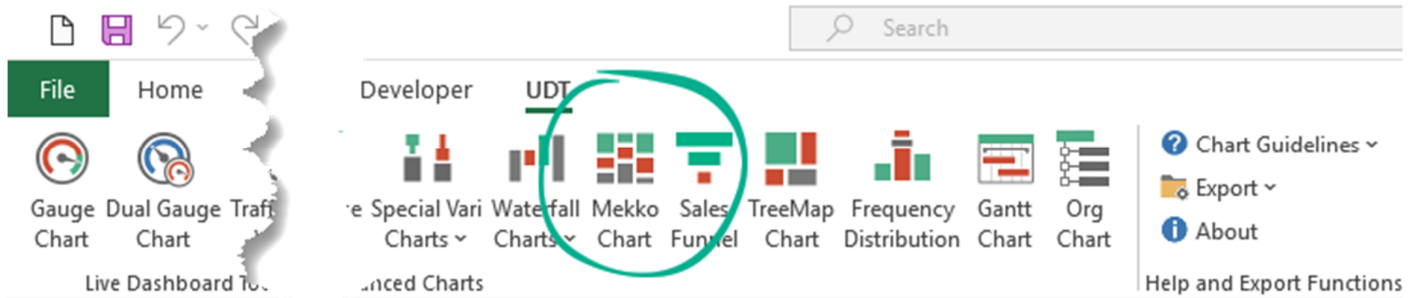 Search
File Home Developer UDT
Gauge Chart
Dual Gauge Chart
Special Vari Charts
Waterfall Charts
Mekko Chart
Sales Funnel
TreeMap Chart
Frequency Distribution
Gantt Chart
Org Chart
Chart Guidelines
Export
About
Live Dashboard
Charts
Help and Export Functions